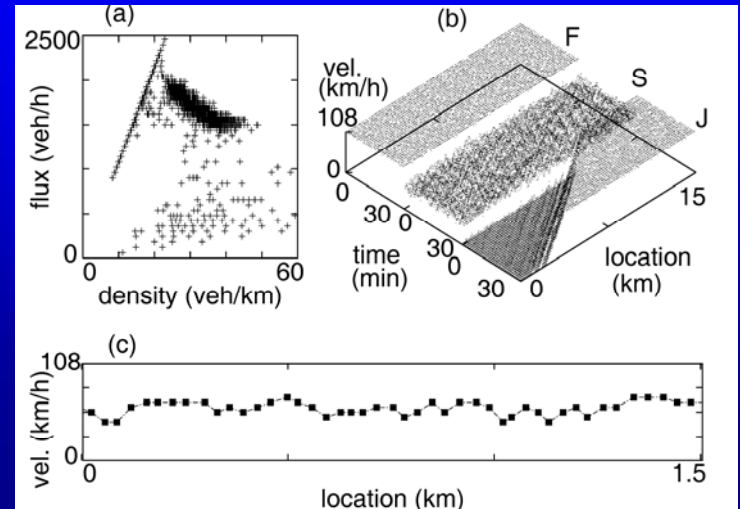 (a)
2500
flux (veh/h)
0
0
60
density (veh/km)
(b)
F
S
J
vel.
(km/h)
108
0
0
30
0
30
0
30
time
(min)
0
15
location
(km)
(c)
108
vel. (km/h)
0
0
1.5
location (km)